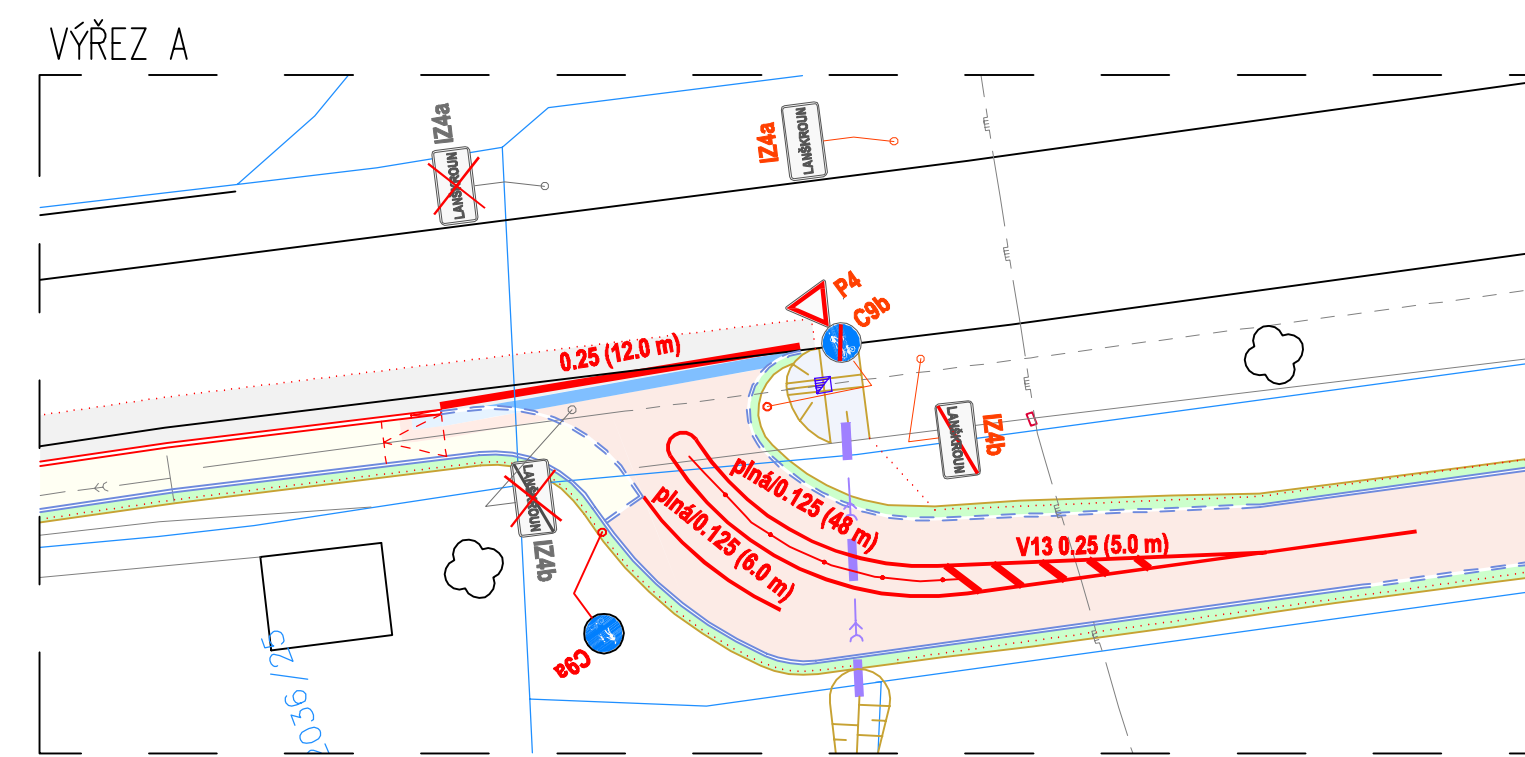 VÝŘEZ A
IZ4a
LANŠKROUN
IZ4a
LANŠKROUN
P4
C9b
0.25 (12.0 m)
LANŠKROUN
IZ4b
LANŠKROUN
IZ4b
plná/0.125 (48 m)
plná/0.125 (6.0 m)
V13 0.25 (5.0 m)
C9a
2036/25